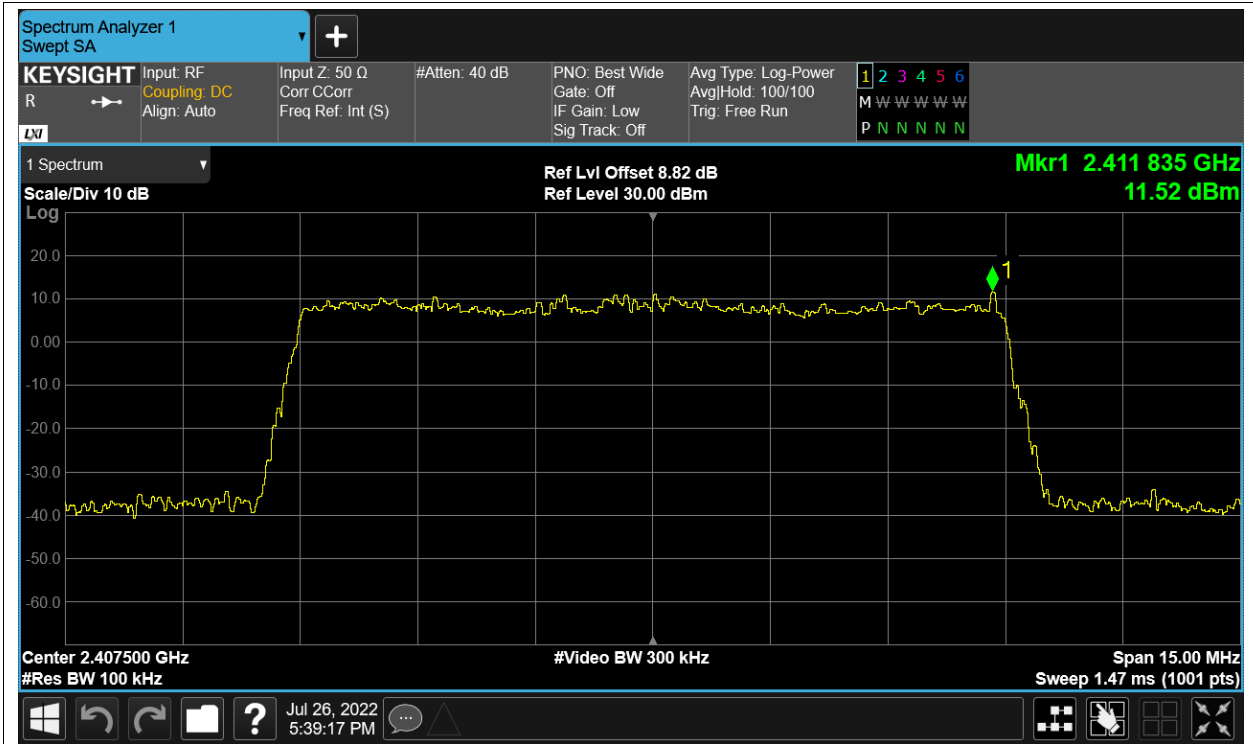 Spectrum Analyzer 1
Swept SA
KEYSIGHT
R
LXI
Input: RF
Coupling: DC
Align: Auto
Input Z: 50 Ω
Corr CCorr
Freq Ref: Int (S)
#Atten: 40 dB
PNO: Best Wide
Gate: Off
IF Gain: Low
Sig Track: Off
Avg Type: Log-Power
Avg|Hold: 100/100
Trig: Free Run
1 2 3 4 5 6
M W W W W W
P N N N N N
1 Spectrum
Scale/Div 10 dB
Log
Ref Lvl Offset 8.82 dB
Ref Level 30.00 dBm
Mkr1 2.411 835 GHz
11.52 dBm
20.0
10.0
0.00
-10.0
-20.0
-30.0
-40.0
-50.0
-60.0
1
Center 2.407500 GHz
#Res BW 100 kHz
#Video BW 300 kHz
Span 15.00 MHz
Sweep 1.47 ms (1001 pts)
?
Jul 26, 2022
5:39:17 PM